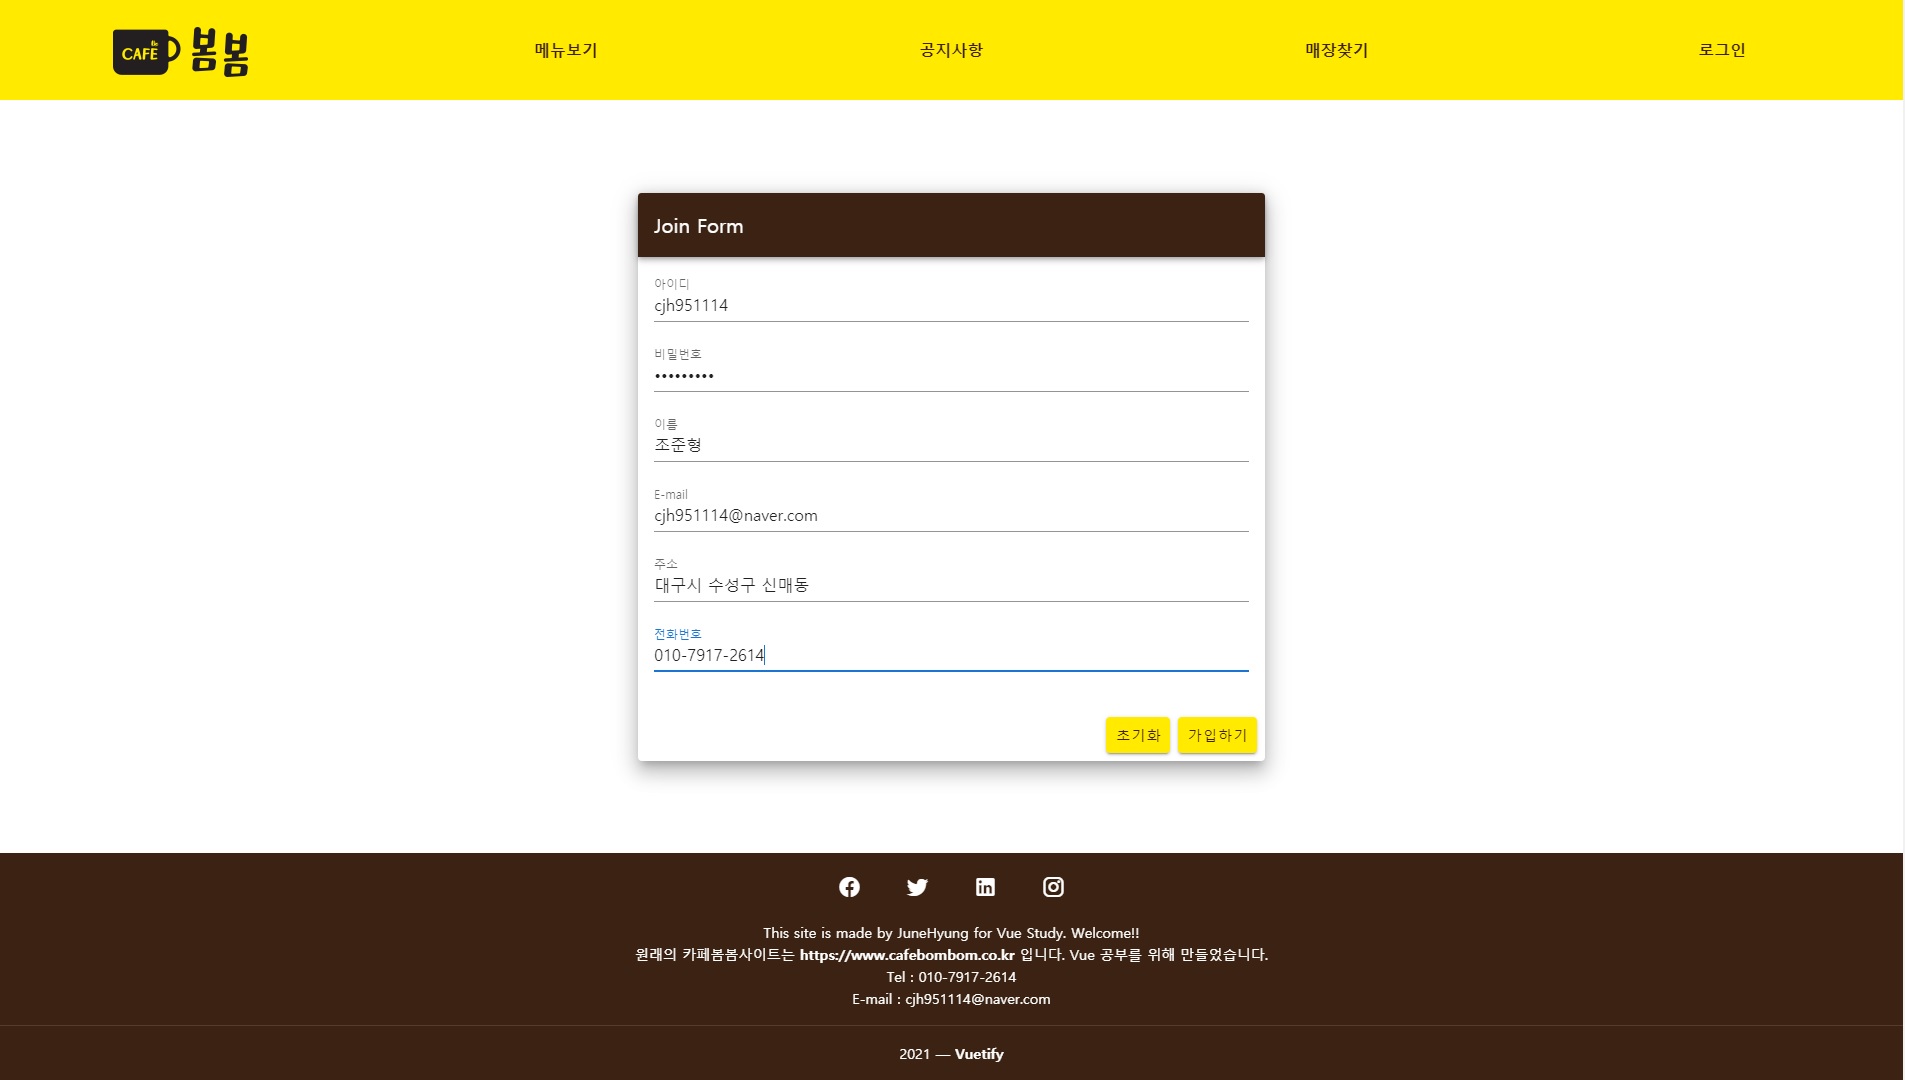 CAFE 봄봄
메뉴보기 공지사항 매장찾기 로그인
Join Form
아이디
cjh951114
비밀번호
•••••••••
이름
조준형
E-mail
cjh951114@naver.com
주소
대구시 수성구 신매동
전화번호
010-7917-2614
초기화 가입하기
This site is made by JuneHyung for Vue Study. Welcome!!
원래의 카페봄봄사이트는 https://www.cafebombom.co.kr 입니다. Vue 공부를 위해 만들었습니다.
Tel : 010-7917-2614
E-mail : cjh951114@naver.com
2021 — Vuetify